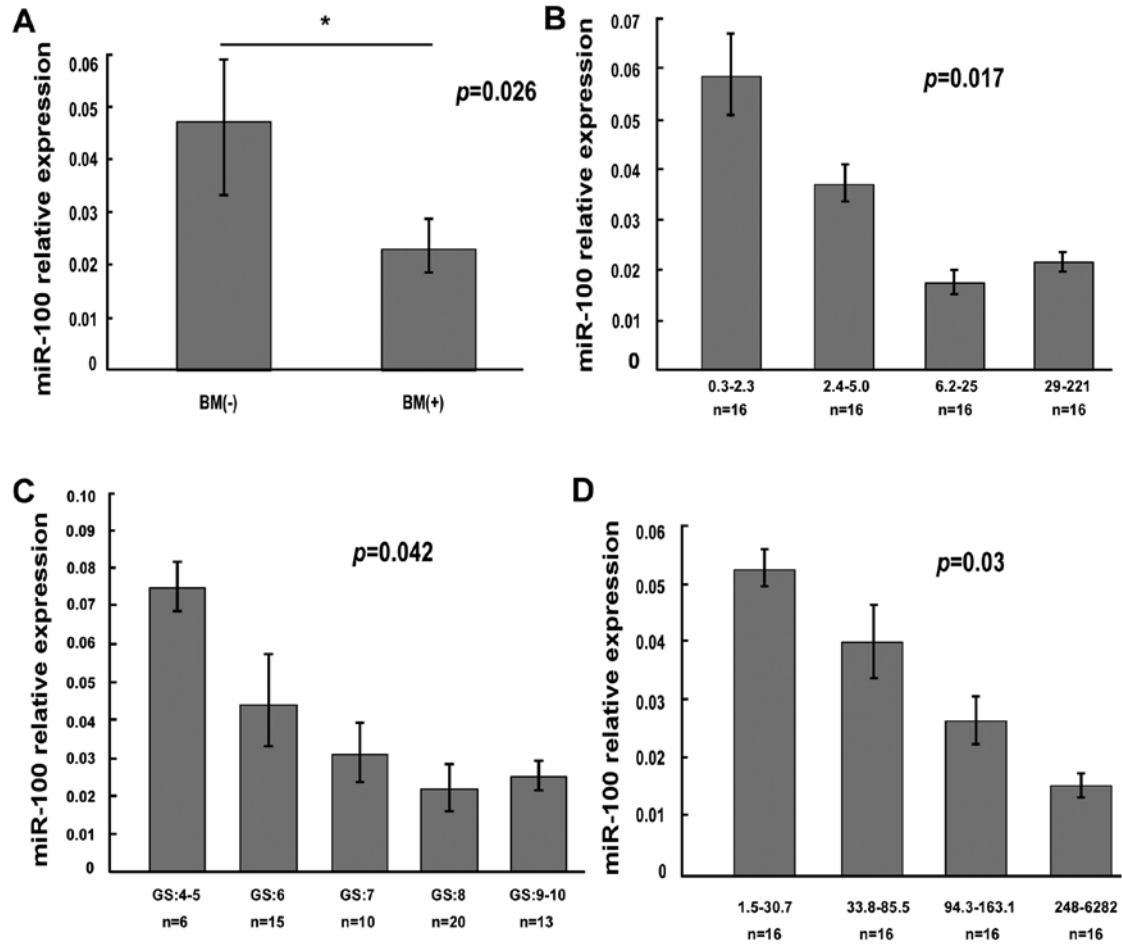 A
*
miR-100 relative expression
0.06
0.05
0.04
0.03
0.02
0.01
0
p=0.026
BM(-) BM(+)
B
miR-100 relative expression
0.07
0.06
0.05
0.04
0.03
0.02
0.01
0
p=0.017
0.3-2.3 2.4-5.0 6.2-25 29-221
n=16 n=16 n=16 n=16
C
miR-100 relative expression
0.10
0.09
0.08
0.07
0.06
0.05
0.04
0.03
0.02
0.01
0
p=0.042
GS:4-5 GS:6 GS:7 GS:8 GS:9-10
n=6 n=15 n=10 n=20 n=13
D
miR-100 relative expression
0.06
0.05
0.04
0.03
0.02
0.01
0
p=0.03
1.5-30.7 33.8-85.5 94.3-163.1 248-6282
n=16 n=16 n=16 n=16